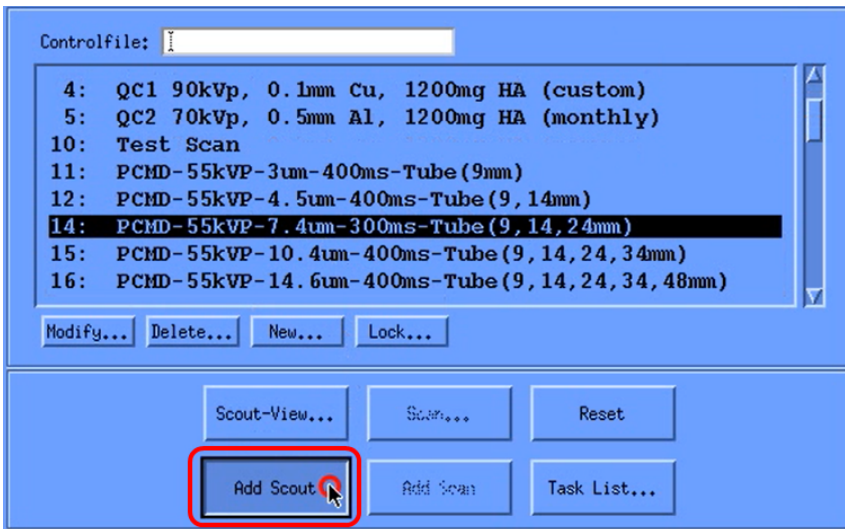 Controlfile:
4: QC1 90kVp, 0.1mm Cu, 1200mg HA (custom)
5: QC2 70kVp, 0.5mm Al, 1200mg HA (monthly)
10: Test Scan
11: PCMD-55kVP-3um-400ms-Tube(9mm)
12: PCMD-55kVP-4.5um-400ms-Tube(9,14mm)
14: PCMD-55kVP-7.4um-300ms-Tube(9,14,24mm)
15: PCMD-55kVP-10.4um-400ms-Tube(9,14,24,34mm)
16: PCMD-55kVP-14.6um-400ms-Tube(9,14,24,34,48mm)
Modify... Delete... New... Lock...
Scout-View... Scan... Reset
Add Scout Add Scan Task List...